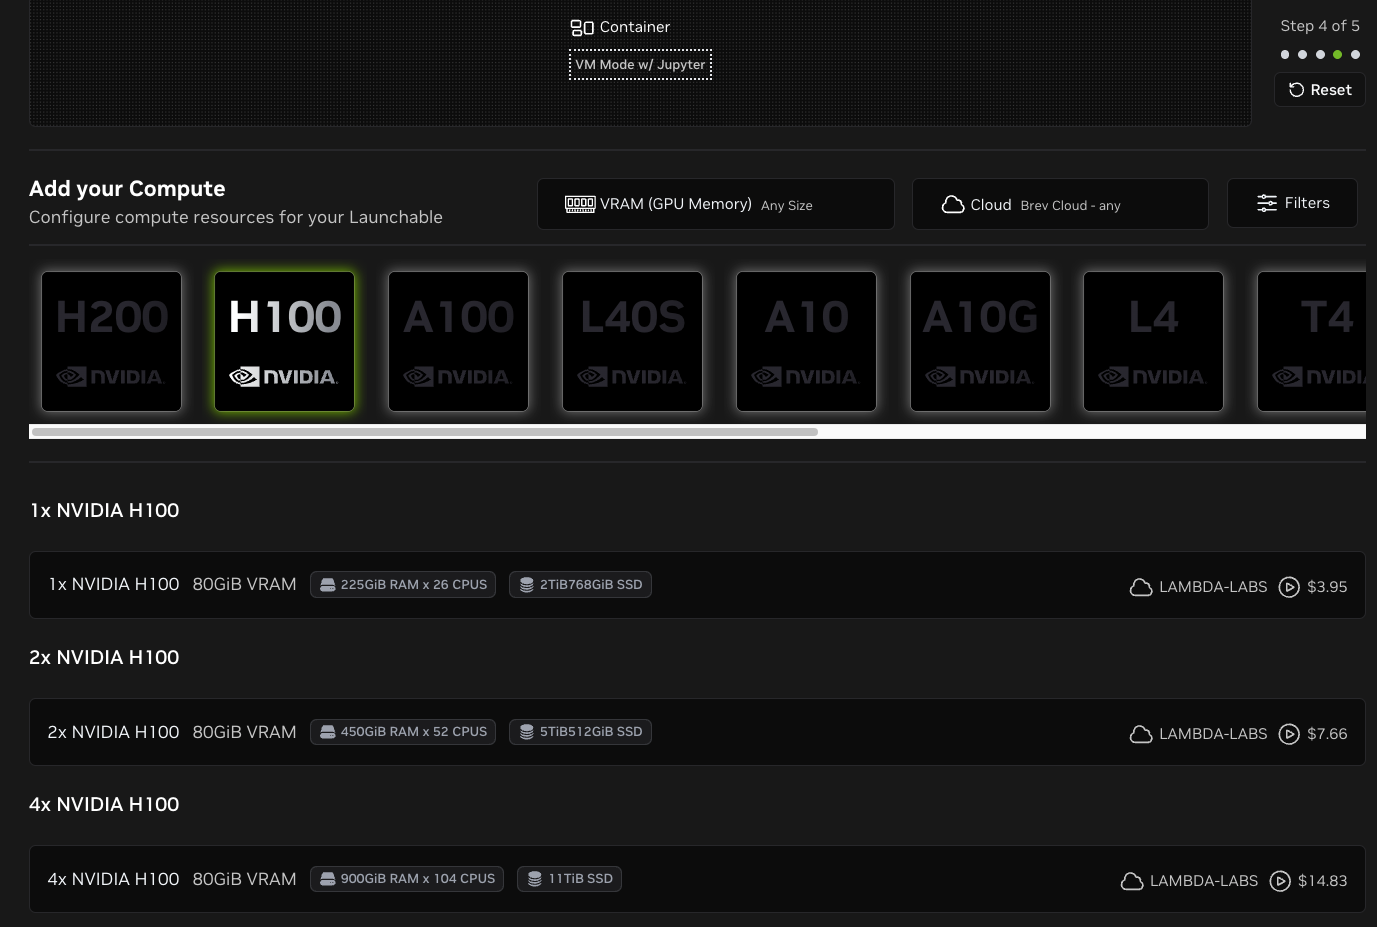 Container
VM Mode w/ Jupyter
Step 4 of 5
Reset
Add your Compute
Configure compute resources for your Launchable
VRAM (GPU Memory) Any Size
Cloud Brev Cloud - any
Filters
H200 H100 A100 L40S A10 A10G L4 T4
NVIDIA. NVIDIA. NVIDIA. NVIDIA. NVIDIA. NVIDIA. NVIDIA. NVIDI
1x NVIDIA H100
1x NVIDIA H100 80GiB VRAM 225GiB RAM x 26 CPUS 2TiB768GiB SSD LAMBDA-LABS $3.95
2x NVIDIA H100
2x NVIDIA H100 80GiB VRAM 450GiB RAM x 52 CPUS 5TiB512GiB SSD LAMBDA-LABS $7.66
4x NVIDIA H100
4x NVIDIA H100 80GiB VRAM 900GiB RAM x 104 CPUS 11TiB SSD LAMBDA-LABS $14.83